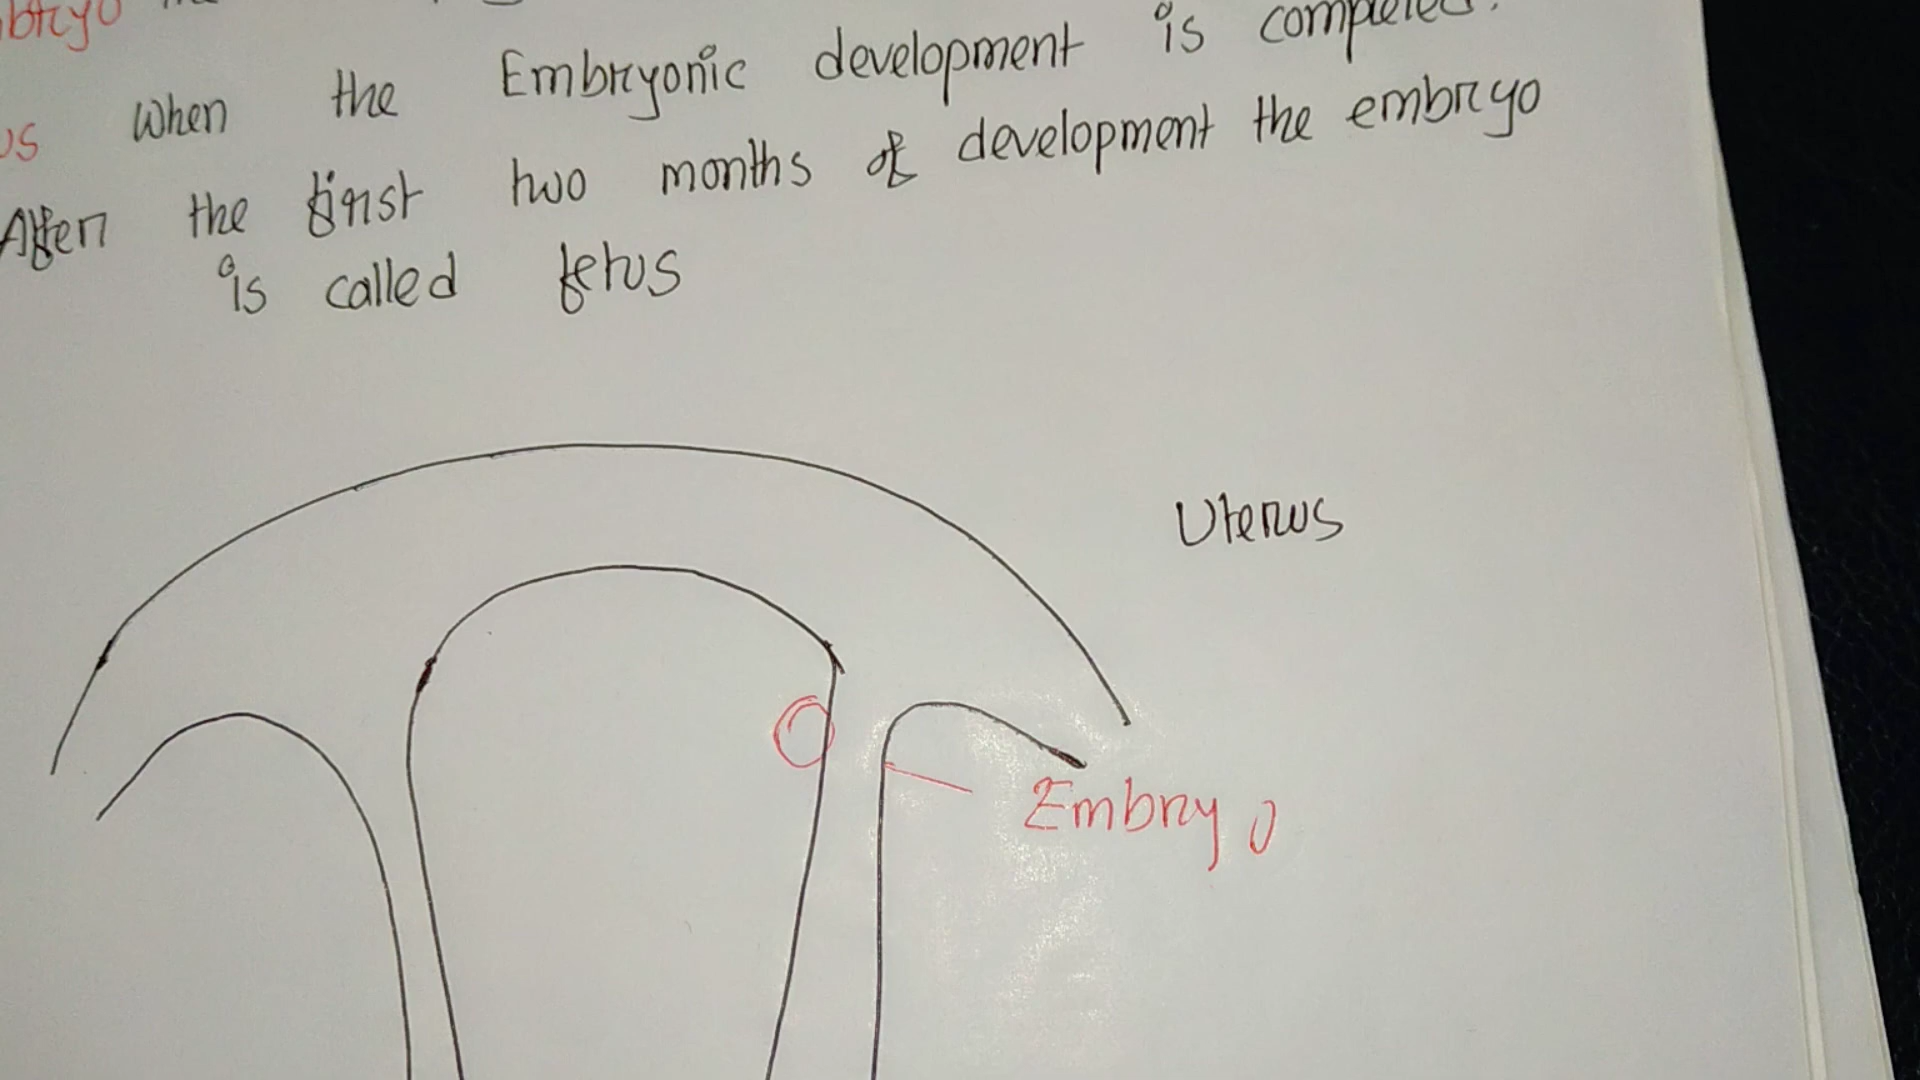 When the Embryonic development is completed.
After the first two months of development the embryo
is called fetus
Uterus
Embryo